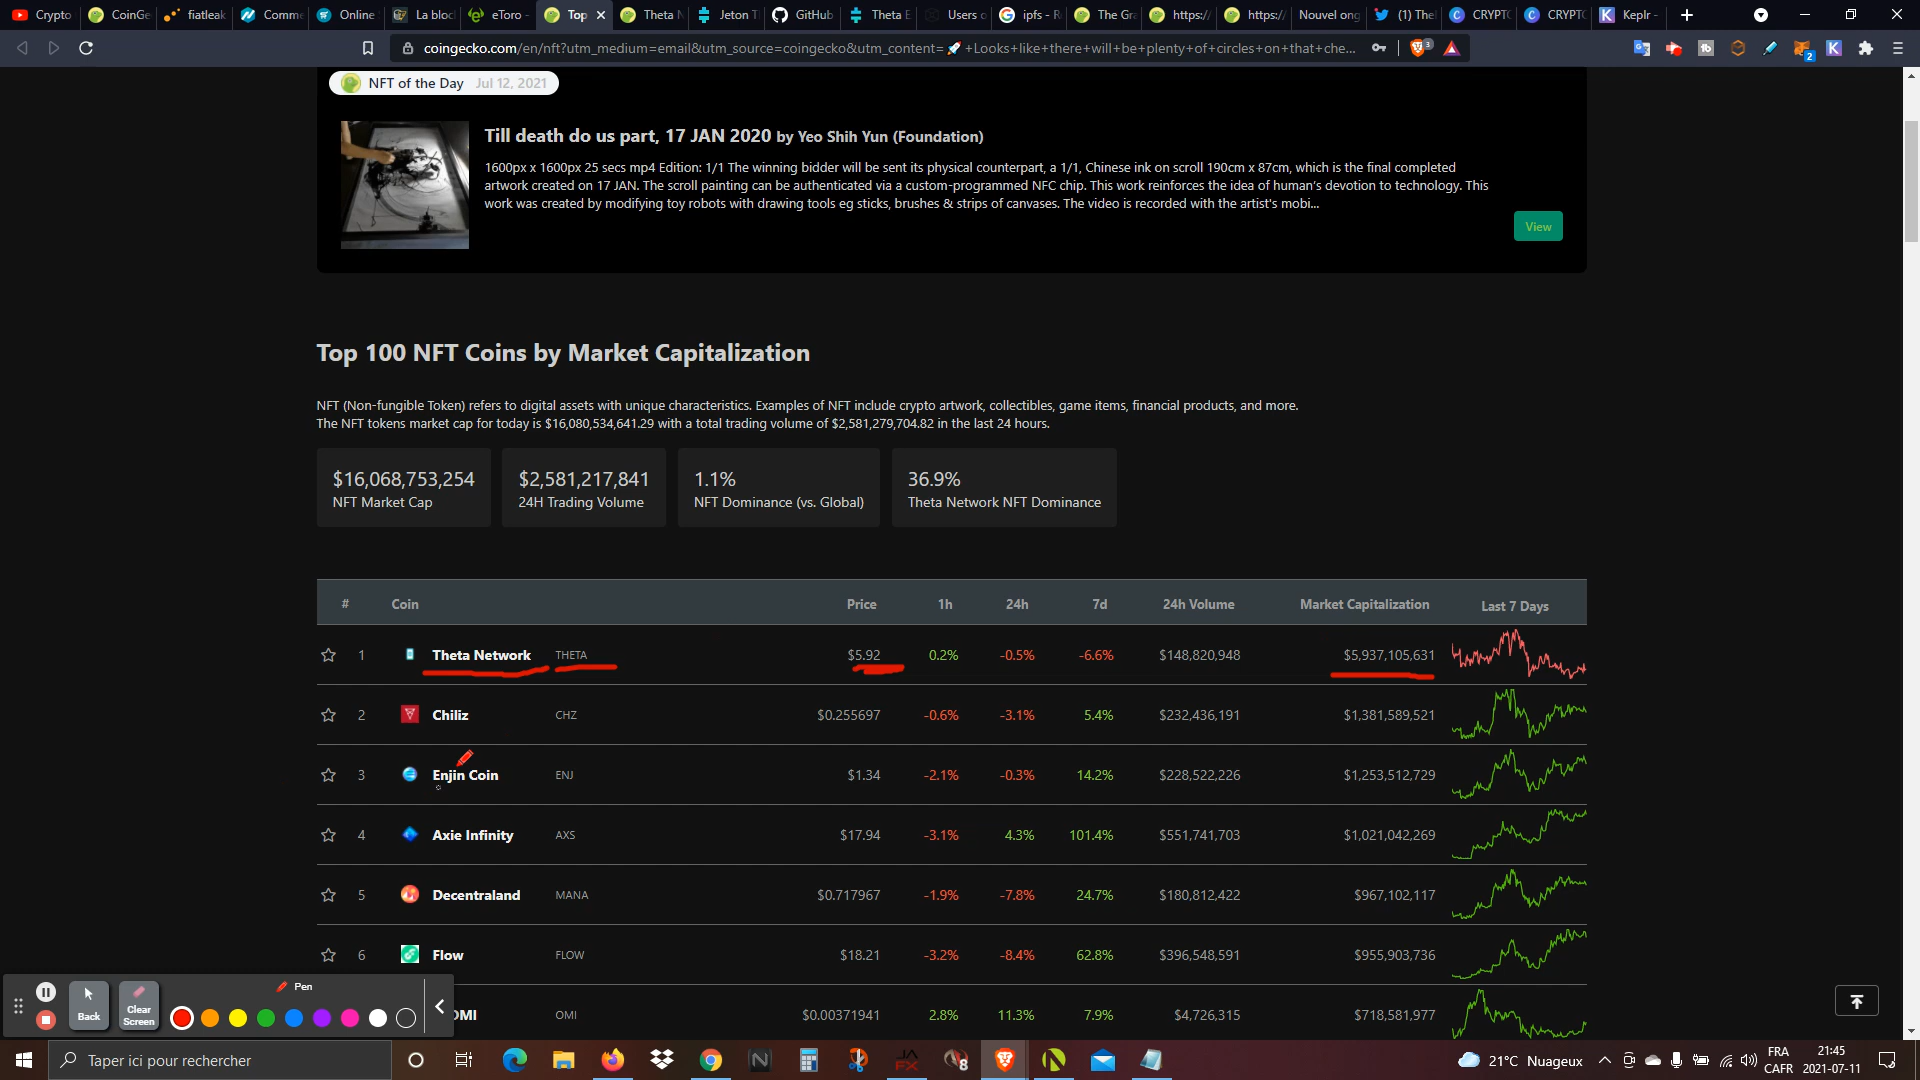 Crypto
CoinGe
fiatleak
Comme
Online
La bloc
eToro -
Top
Theta N
Jeton T
GitHub
Theta E
Users o
ipfs - R
The Gra
https:/
https:/
Nouvel ong
(1) The
CRYPTO
CRYPTO
Keplr -
coingecko.com/en/nft?utm_medium=email&utm_source=coingecko&utm_content=🚀+Looks+like+there+will+be+plenty+of+circles+on+that+che...
3
2
NFT of the Day Jul 12, 2021
Till death do us part, 17 JAN 2020 by Yeo Shih Yun (Foundation)
1600px x 1600px 25 secs mp4 Edition: 1/1 The winning bidder will be sent its physical counterpart, a 1/1, Chinese ink on scroll 190cm x 87cm, which is the final completed
artwork created on 17 JAN. The scroll painting can be authenticated via a custom-programmed NFC chip. This work reinforces the idea of human's devotion to technology. This
work was created by modifying toy robots with drawing tools eg sticks, brushes & strips of canvases. The video is recorded with the artist's mobi...
View
Top 100 NFT Coins by Market Capitalization
NFT (Non-fungible Token) refers to digital assets with unique characteristics. Examples of NFT include crypto artwork, collectibles, game items, financial products, and more.
The NFT tokens market cap for today is $16,080,534,641.29 with a total trading volume of $2,581,279,704.82 in the last 24 hours.
$16,068,753,254
NFT Market Cap
$2,581,217,841
24H Trading Volume
1.1%
NFT Dominance (vs. Global)
36.9%
Theta Network NFT Dominance
# Coin Price 1h 24h 7d 24h Volume Market Capitalization Last 7 Days
1 Theta Network THETA $5.92 0.2% -0.5% -6.6% $148,820,948 $5,937,105,631
2 Chiliz CHZ $0.255697 -0.6% -3.1% 5.4% $232,436,191 $1,381,589,521
3 Enjin Coin ENJ $1.34 -2.1% -0.3% 14.2% $228,522,226 $1,253,512,729
4 Axie Infinity AXS $17.94 -3.1% 4.3% 101.4% $551,741,703 $1,021,042,269
5 Decentraland MANA $0.717967 -1.9% -7.8% 24.7% $180,812,422 $967,102,117
6 Flow FLOW $18.21 -3.2% -8.4% 62.8% $396,548,591 $955,903,736
OMI OMI $0.00371941 2.8% 11.3% 7.9% $4,726,315 $718,581,977
Back
Clear
Screen
Pen
Taper ici pour rechercher
21°C Nuageux
FRA
CAFR
21:45
2021-07-11